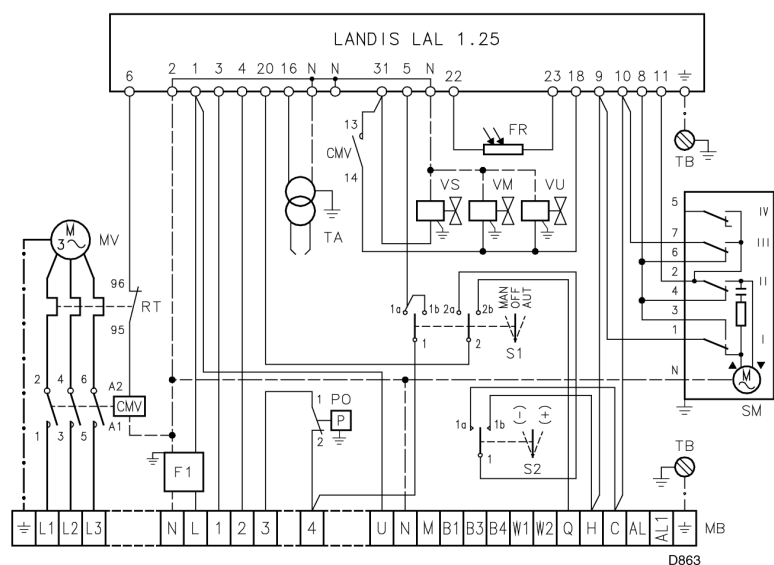 LANDIS LAL 1.25
6 2 1 3 4 20 16 N N 31 5 N 22 23 18 9 10 8 11
13
CMV
14
FR
TB
VS VM VU
TA
M
3
MV
96
RT
95
5
IV
7
III
6
2
II
4
3
1
I
N
M
SM
1a 1b 2a 2b
MAN
OFF
AUT
1 2
S1
2 4 6 A2
CMV
1 3 5 A1
1 PO
P
2
1a 1b (-) (+)
1
S2
F1
TB
L1 L2 L3 N L 1 2 3 4 U N M B1 B3 B4 W1 W2 Q H C AL AL1 MB
D863